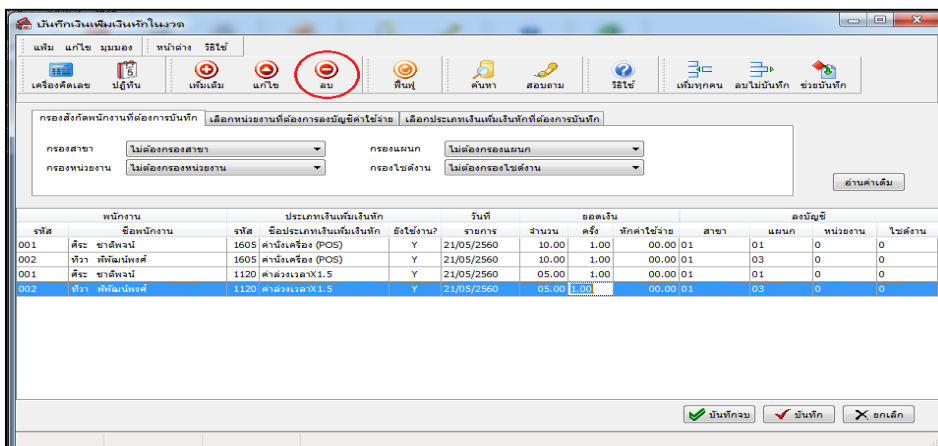 บันทึกเงินเพิ่มเงินหักในงวด
แฟ้ม แก้ไข มุมมอง หน้าต่าง วิธีใช้
เครื่องคิดเลข ปฏิทิน เพิ่มเติม แก้ไข ลบ ฟื้นฟู ค้นหา สอบถาม วิธีใช้ เพิ่มทุกคน ลบไม่บันทึก ช่วยบันทึก
กรองสังกัดพนักงานที่ต้องการบันทึก เลือกหน่วยงานที่ต้องการลงบัญชีค่าใช้จ่าย เลือกประเภทเงินเพิ่มเงินหักที่ต้องการบันทึก
กรองสาขา ไม่ต้องกรองสาขา กรองแผนก ไม่ต้องกรองแผนก
กรองหน่วยงาน ไม่ต้องกรองหน่วยงาน กรองไซด์งาน ไม่ต้องกรองไซด์งาน
อ่านค่าเดิม
พนักงาน ประเภทเงินเพิ่มเงินหัก วันที่ ยอดเงิน ลงบัญชี
รหัส ชื่อพนักงาน รหัส ชื่อประเภทเงินเพิ่มเงินหัก ยังใช้งาน? รายการ จำนวน ครั้ง หักค่าใช้จ่าย สาขา แผนก หน่วยงาน ไซด์งาน
001 ศิระ ชาติพจน์ 1605 ค่านั่งเครื่อง (POS) Y 21/05/2560 10.00 1.00 00.00 01 01 0 0
002 ทิวา พิพัฒน์พงศ์ 1605 ค่านั่งเครื่อง (POS) Y 21/05/2560 10.00 1.00 00.00 01 03 0 0
001 ศิระ ชาติพจน์ 1120 ค่าล่วงเวลาX1.5 Y 21/05/2560 05.00 1.00 00.00 01 01 0 0
002 ทิวา พิพัฒน์พงศ์ 1120 ค่าล่วงเวลาX1.5 Y 21/05/2560 05.00 1.00 00.00 01 03 0 0
บันทึกจบ บันทึก ยกเลิก